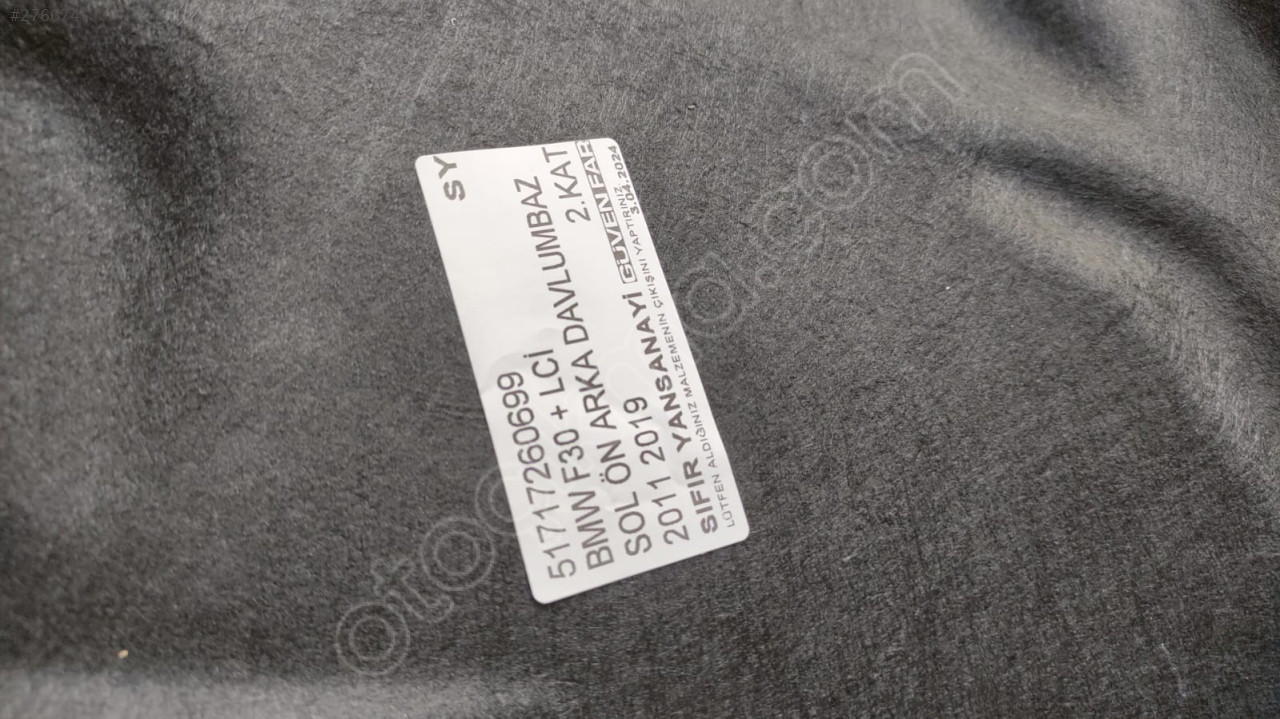 #276074
SY
51717260699
BMW F30 + LCİ
SOL ÖN ARKA DAVLUMBAZ
2011 2019
2.KAT
SIFIR YANSANAYİ GÜVEN FAR
LÜTFEN ALDIĞINIZ MALZEMENİN ÇIKIŞINI YAPTIRINIZ
3.04.2024